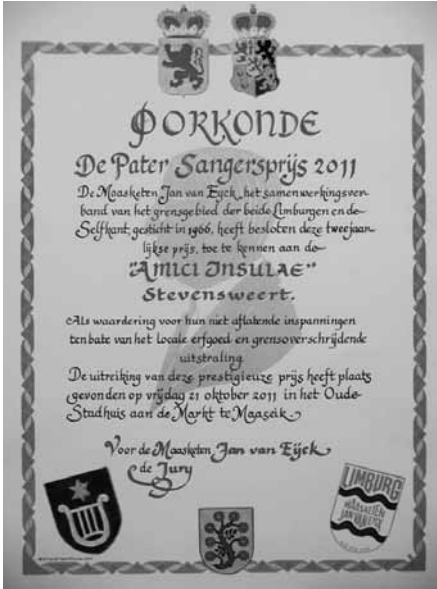 OORKONDE
De Pater Sangersprijs 2011
De Maasketen Jan van Eyck, het samenwerkingsver-
band van het grensgebied der beide Limburgen en de
Selfkant, gesticht in 1966, heeft besloten deze tweejaar-
lijkse prijs, toe te kennen aan de
"AMICI INSULAE"
Stevensweert.
Als waardering voor hun niet aflatende inspanningen
ten bate van het locale erfgoed en grensoverschrijdende
uitstraling.
De uitreiking van deze prestigieuze prijs heeft plaats
gevonden op vrijdag 21 oktober 2011 in het Oude
Stadhuis aan de Markt te Maaseik.
Voor de Maasketen Jan van Eijck
de Jury
LIMBURG
MAASKETEN
JAN VAN EYCK